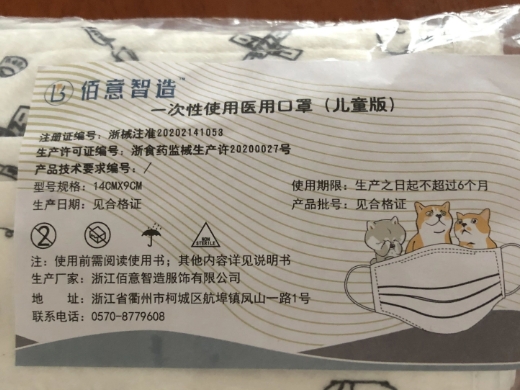 佰意智造™
一次性使用医用口罩（儿童版）
注册证编号：浙械注准20202141053
生产许可证编号：浙食药监械生产许20200027号
产品技术要求编号：/
型号规格：14CMX9CM
使用期限：生产之日起不超过6个月
生产日期：见合格证
产品批号：见合格证
注：使用前需阅读使用书；其他内容详见说明书
生产厂家：浙江佰意智造服饰有限公司
地 址：浙江省衢州市柯城区航埠镇凤山一路1号
联系电话：0570-8779608